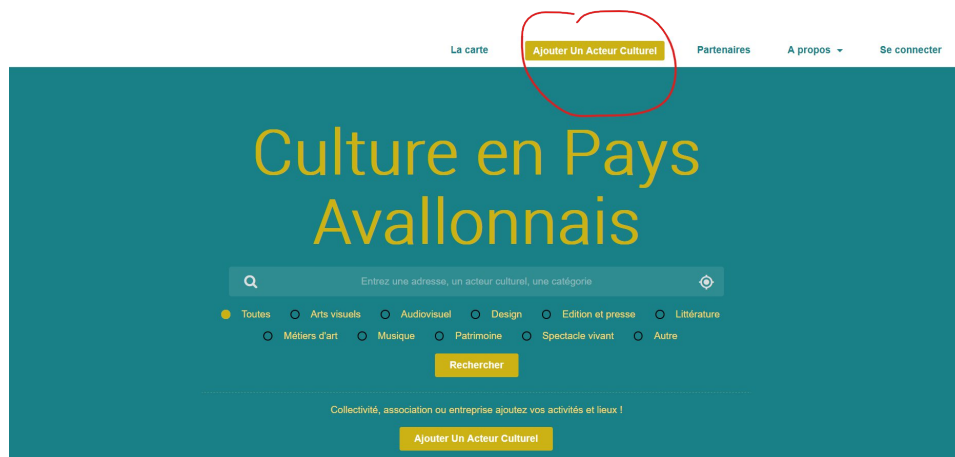 La carte Ajouter Un Acteur Culturel Partenaires A propos Se connecter
Culture en Pays
Avallonnais
Entrez une adresse, un acteur culturel, une catégorie
Toutes Arts visuels Audiovisuel Design Edition et presse Littérature
Métiers d'art Musique Patrimoine Spectacle vivant Autre
Rechercher
Collectivité, association ou entreprise ajoutez vos activités et lieux !
Ajouter Un Acteur Culturel